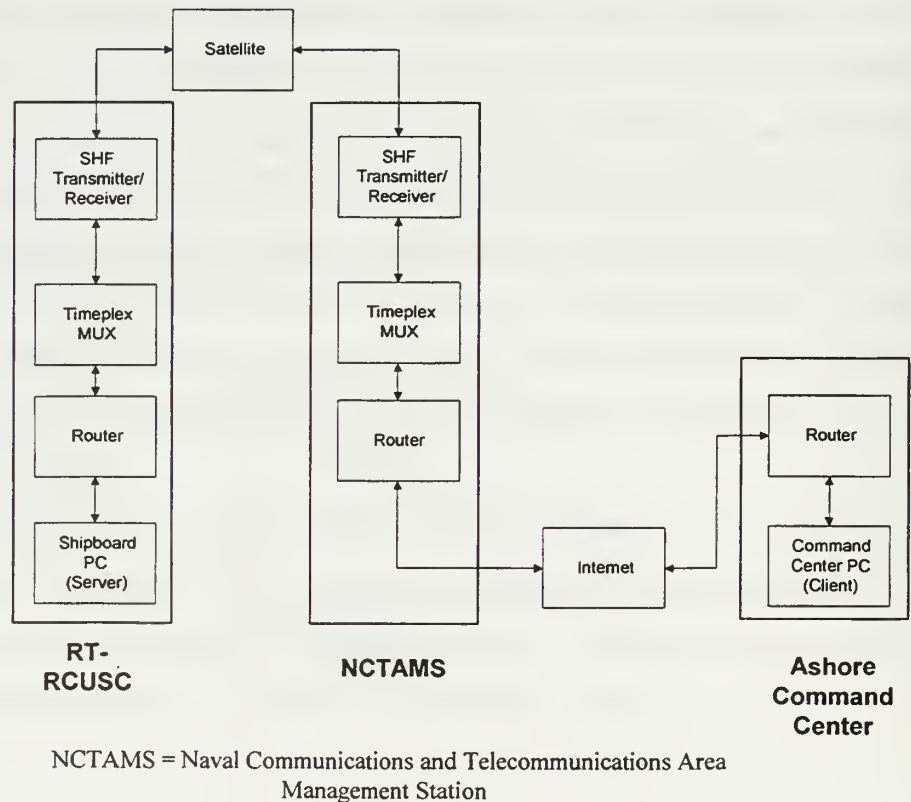 Satellite
SHF
Transmitter/
Receiver
Timeplex
MUX
Router
Shipboard
PC
(Server)
RT-
RCUSC
SHF
Transmitter/
Receiver
Timeplex
MUX
Router
NCTAMS
Internet
Router
Command
Center PC
(Client)
Ashore
Command
Center
NCTAMS = Naval Communications and Telecommunications Area
Management Station